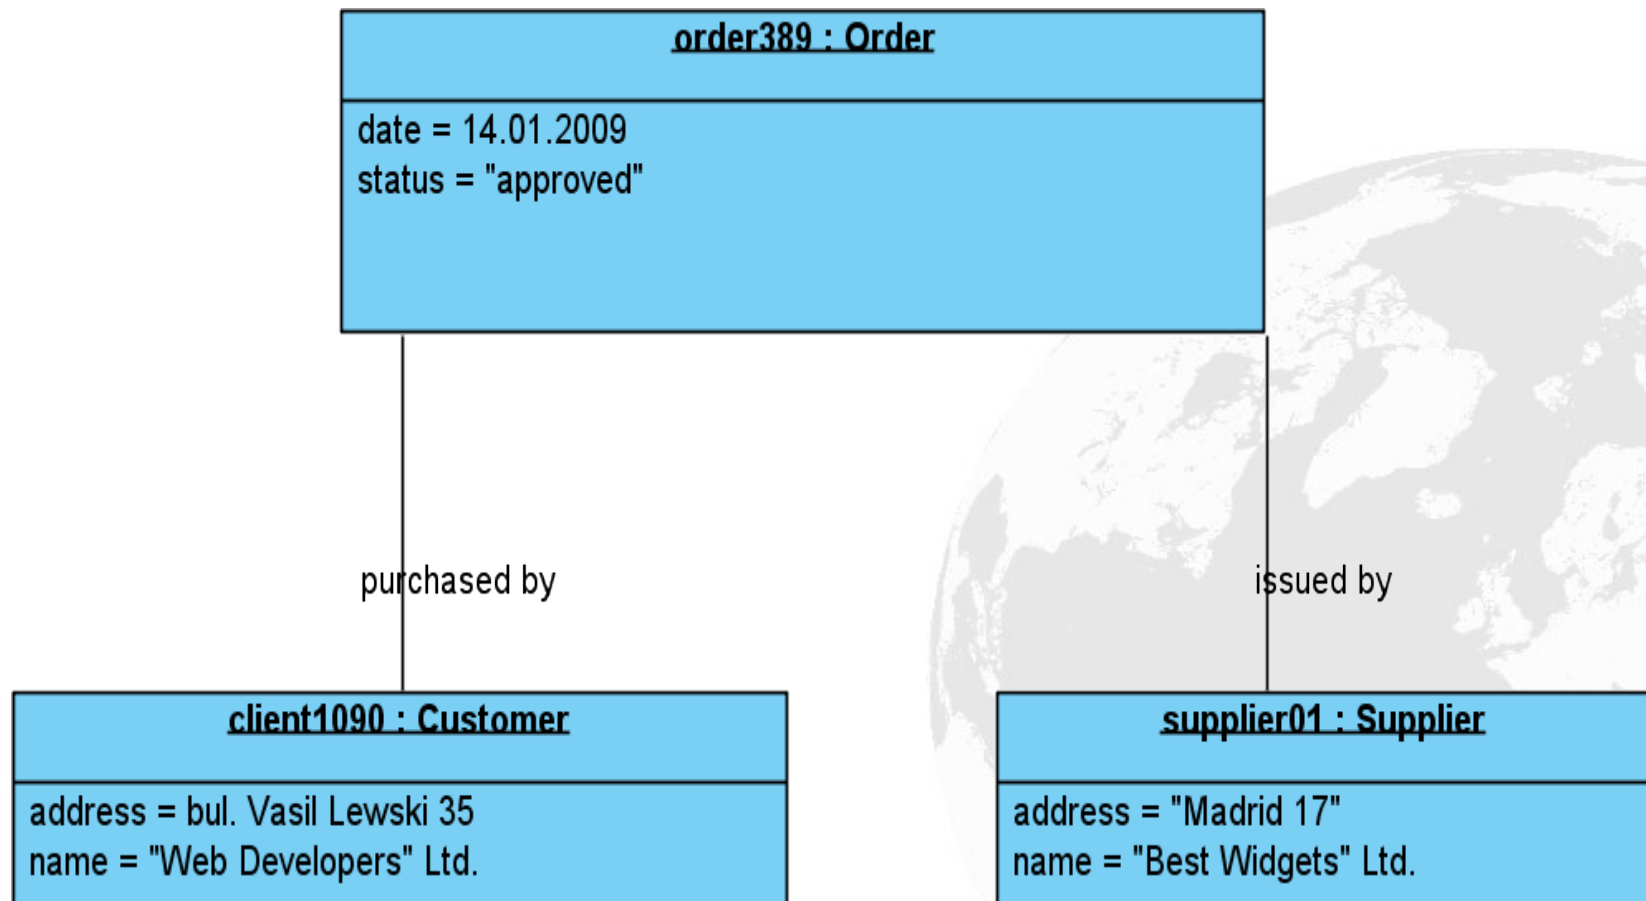 order389 : Order
date = 14.01.2009
status = "approved"
purchased by
issued by
client1090 : Customer
address = bul. Vasil Lewski 35
name = "Web Developers" Ltd.
supplier01 : Supplier
address = "Madrid 17"
name = "Best Widgets" Ltd.